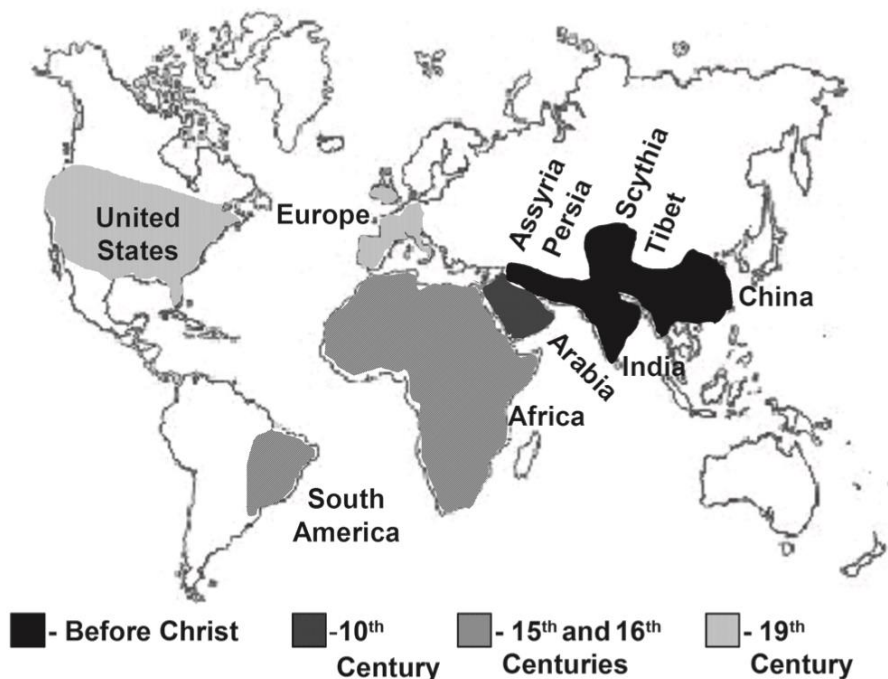 United
States
Europe
Assyria
Persia
Scythia
Tibet
China
India
Arabia
Africa
South
America
- Before Christ
-10th
Century
- 15th and 16th
Centuries
- 19th
Century